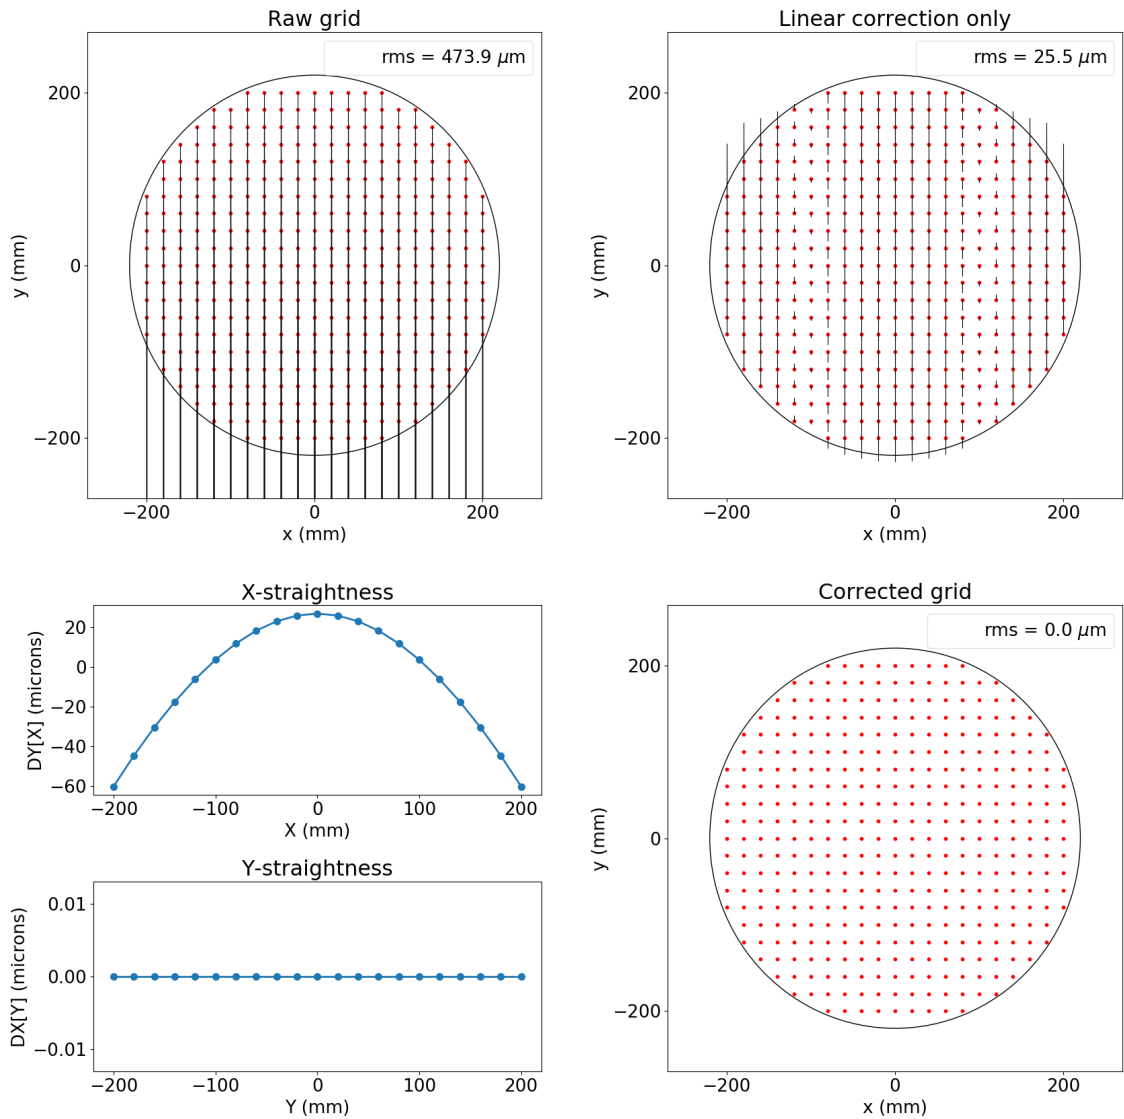 Raw grid
rms = 473.9 μm
y (mm)
200
0
−200
−200
0
200
x (mm)
Linear correction only
rms = 25.5 μm
y (mm)
200
0
−200
−200
0
200
x (mm)
X-straightness
DY[X] (microns)
20
0
−20
−40
−60
−200
−100
0
100
200
X (mm)
Y-straightness
DX[Y] (microns)
0.01
0.00
−0.01
−200
−100
0
100
200
Y (mm)
Corrected grid
rms = 0.0 μm
y (mm)
200
0
−200
−200
0
200
x (mm)